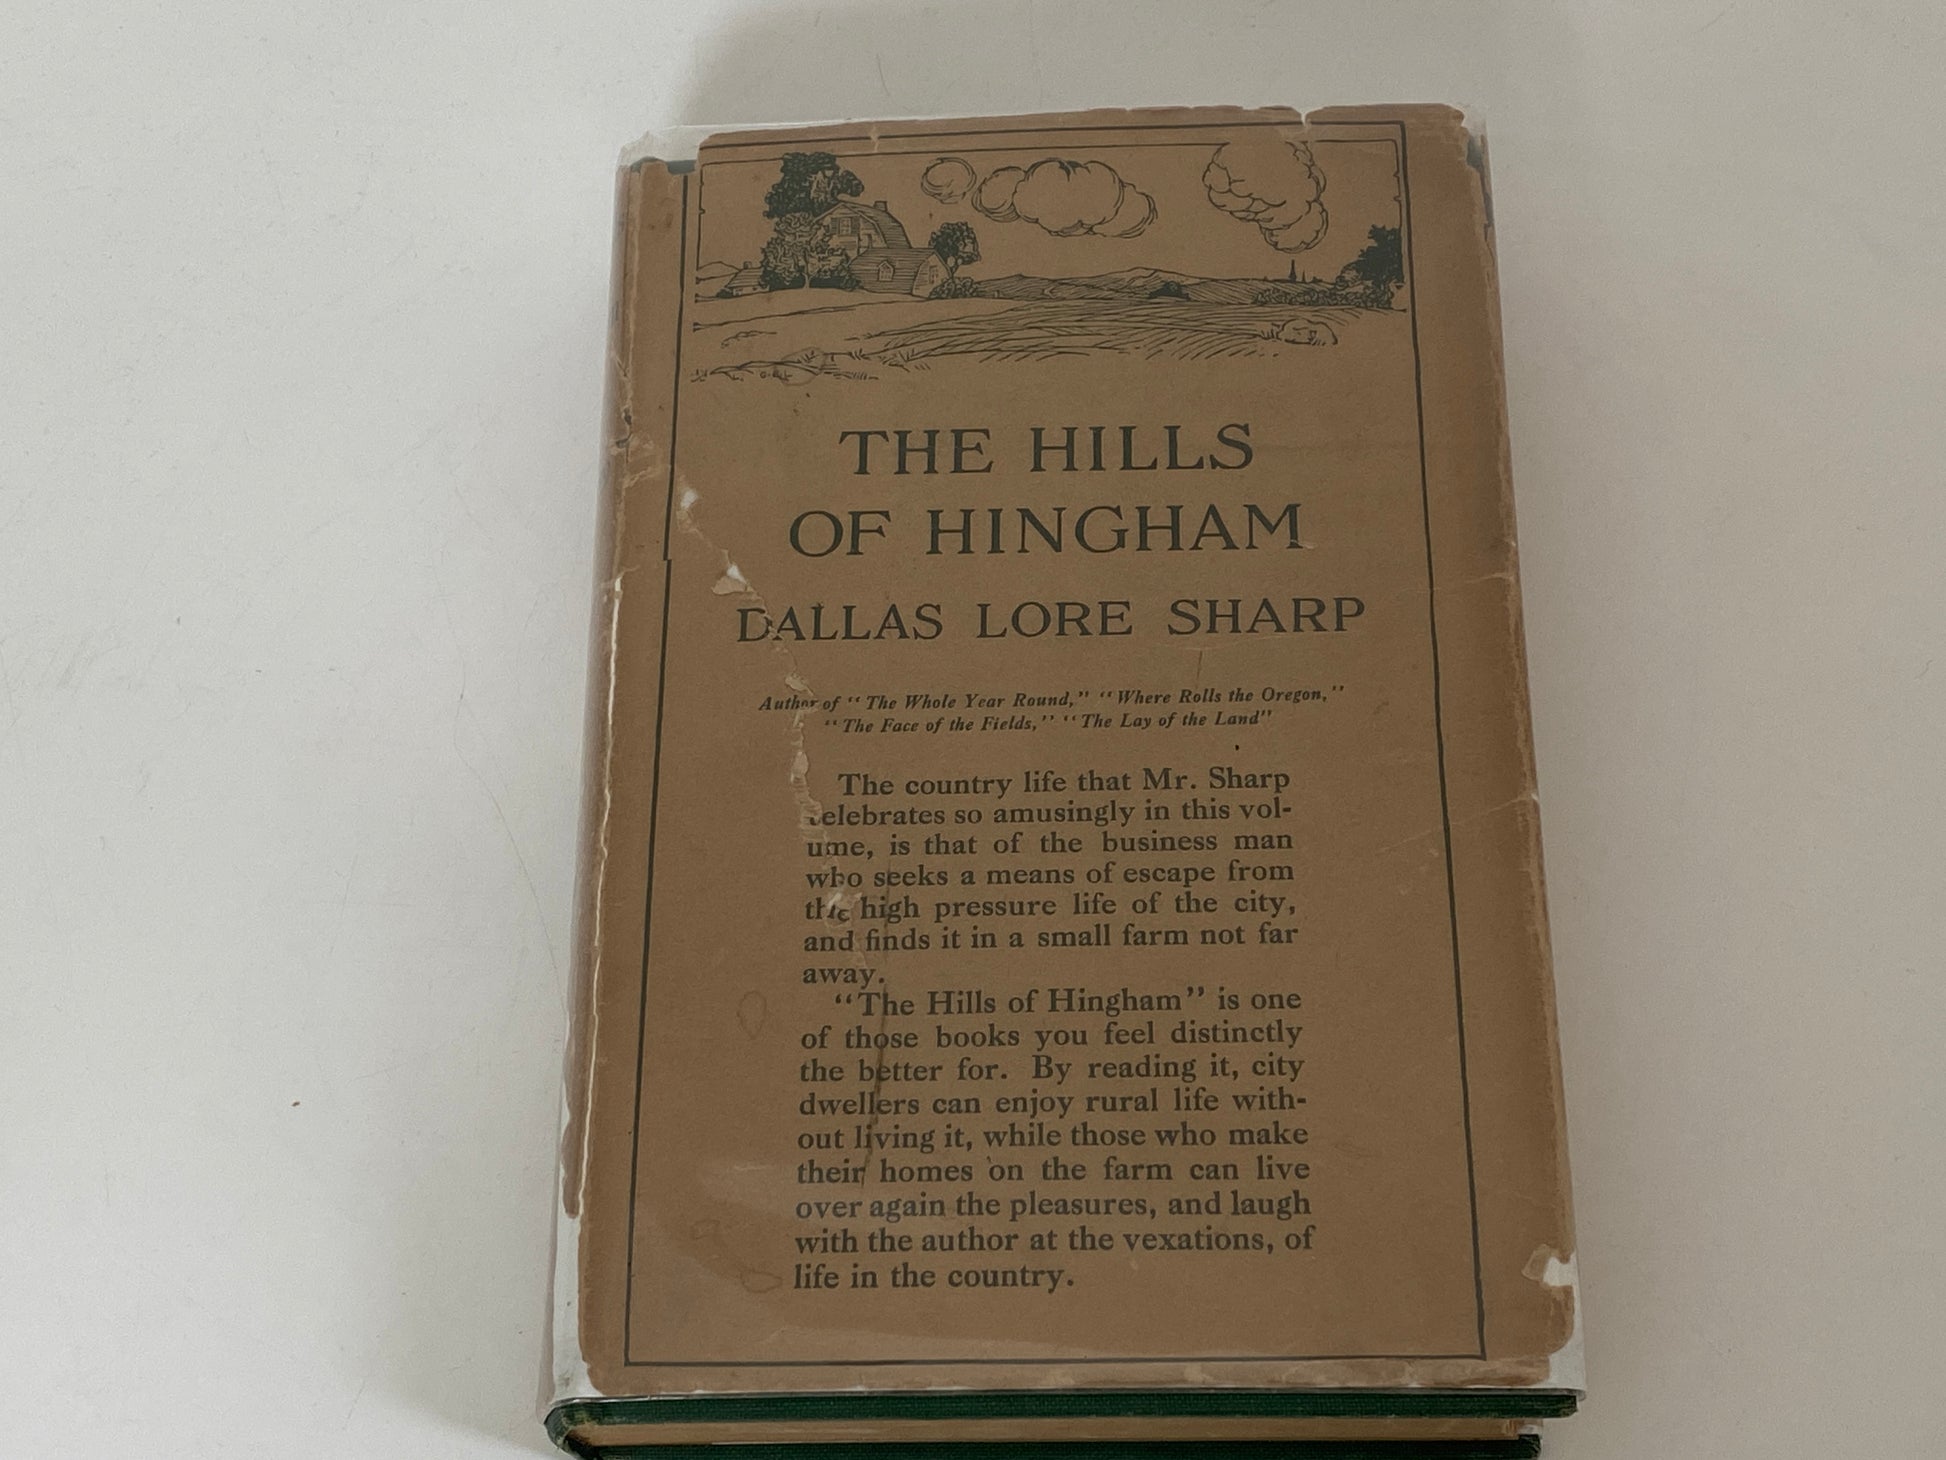 THE HILLS
OF HINGHAM
DALLAS LORE SHARP
Author of "The Whole Year Round," "Where Rolls the Oregon,"
"The Face of the Fields," "The Lay of the Land"
The country life that Mr. Sharp
celebrates so amusingly in this vol-
ume, is that of the business man
who seeks a means of escape from
the high pressure life of the city,
and finds it in a small farm not far
away.
"The Hills of Hingham" is one
of those books you feel distinctly
the better for. By reading it, city
dwellers can enjoy rural life with-
out living it, while those who make
their homes on the farm can live
over again the pleasures, and laugh
with the author at the vexations, of
life in the country.